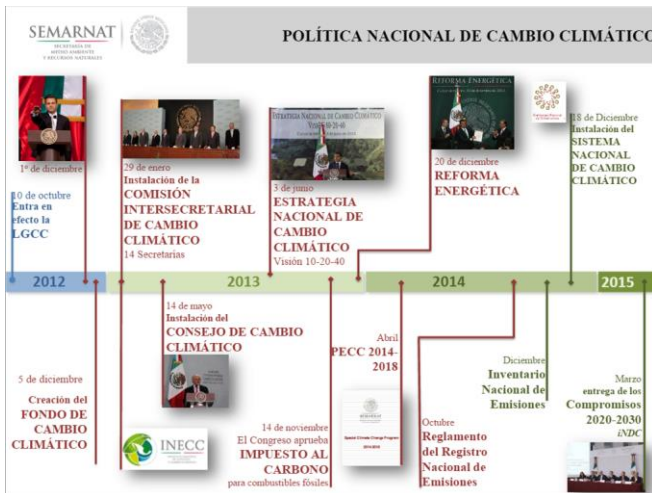 SEMARNAT
SECRETARÍA DE
MEDIO AMBIENTE
Y RECURSOS NATURALES
POLÍTICA NACIONAL DE CAMBIO CLIMÁTICO
1º de diciembre
10 de octubre
Entra en
efecto la
LGCC
29 de enero
Instalación de la
COMISIÓN
INTERSECRETARIAL
DE CAMBIO
CLIMÁTICO
14 Secretarías
ESTRATEGIA NACIONAL DE CAMBIO CLIMÁTICO
VISIÓN 10-20-40
3 de junio
ESTRATEGIA
NACIONAL DE
CAMBIO
CLIMÁTICO
Visión 10-20-40
REFORMA ENERGÉTICA
20 de diciembre
REFORMA
ENERGÉTICA
18 de Diciembre
Instalación del
SISTEMA
NACIONAL
DE CAMBIO
CLIMÁTICO
2012
2013
2014
2015
5 de diciembre
Creación del
FONDO DE
CAMBIO
CLIMÁTICO
14 de mayo
Instalación del
CONSEJO DE CAMBIO
CLIMÁTICO
INECC
14 de noviembre
El Congreso aprueba
IMPUESTO AL
CARBONO
para combustibles fósiles
Abril
PECC 2014-
2018
Special Climate Change Program
Octubre
Reglamento
del Registro
Nacional de
Emisiones
Diciembre
Inventario
Nacional de
Emisiones
Marzo
entrega de los
Compromisos
2020-2030
iNDC